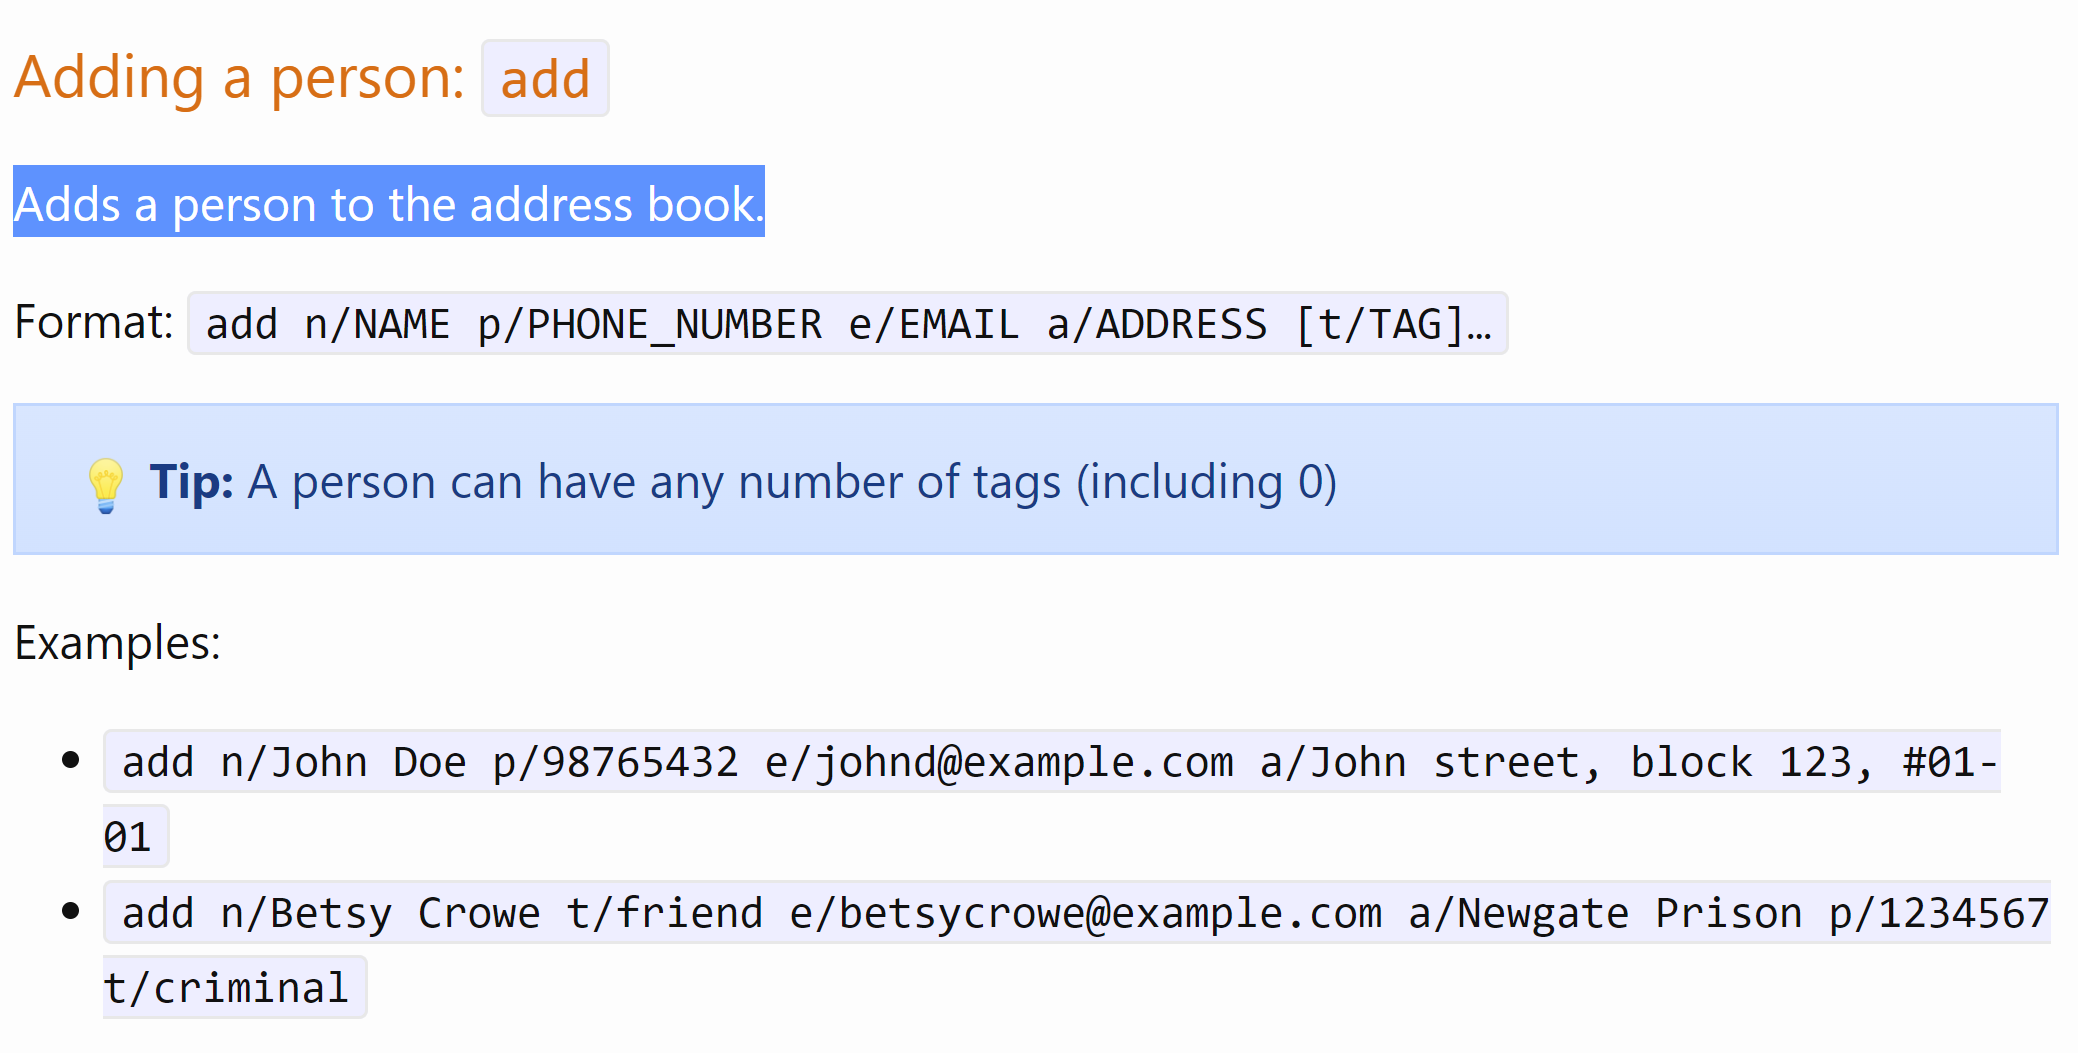 Adding a person: add
Adds a person to the address book.
Format: add n/NAME p/PHONE_NUMBER e/EMAIL a/ADDRESS [t/TAG]…
Tip: A person can have any number of tags (including 0)
Examples:
add n/John Doe p/98765432 e/johnd@example.com a/John street, block 123, #01-
01
add n/Betsy Crowe t/friend e/betsycrowe@example.com a/Newgate Prison p/1234567
t/criminal